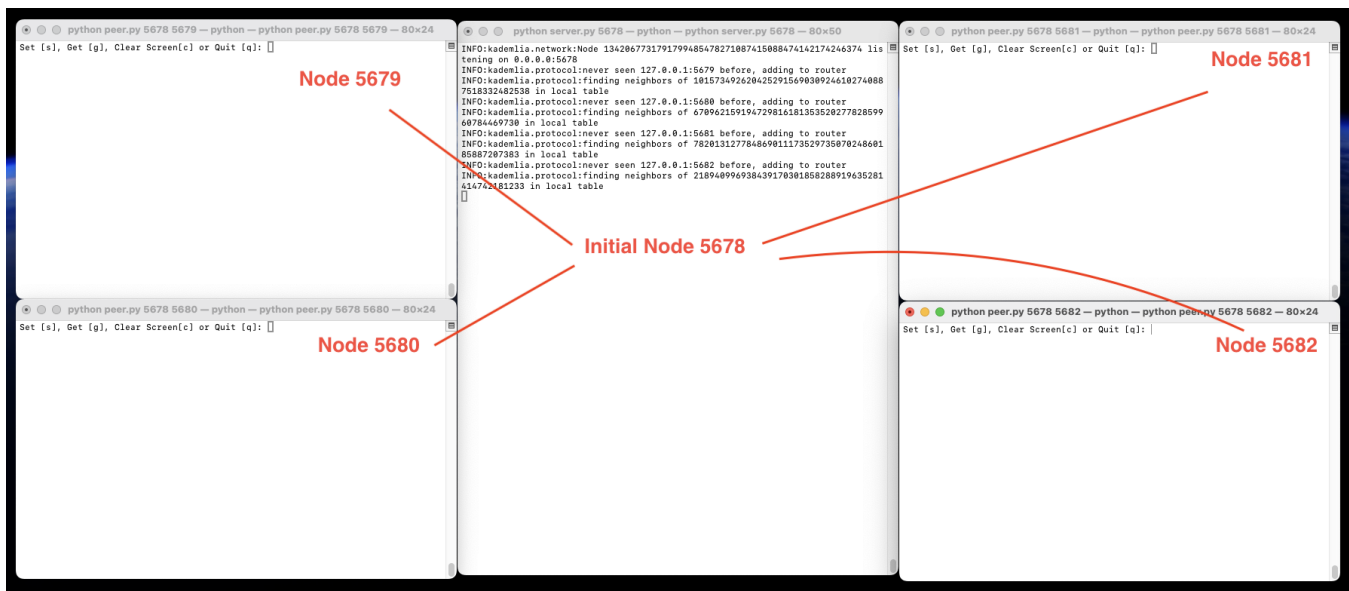 python peer.py 5678 5679 — python — python peer.py 5678 5679 — 80×24
Set [s], Get [g], Clear Screen[c] or Quit [q]:
Node 5679
python peer.py 5678 5680 — python — python peer.py 5678 5680 — 80×24
Set [s], Get [g], Clear Screen[c] or Quit [q]:
Node 5680
python server.py 5678 — python — python server.py 5678 — 80×50
INFO:kademlia.network:Node 1342067731791799485478271087415088474142174246374 lis
tening on 0.0.0.0:5678
INFO:kademlia.protocol:never seen 127.0.0.1:5679 before, adding to router
INFO:kademlia.protocol:finding neighbors of 101573492620425291569030924610274088
7518332482538 in local table
INFO:kademlia.protocol:never seen 127.0.0.1:5680 before, adding to router
INFO:kademlia.protocol:finding neighbors of 670962159194729816181353520277828599
60784469730 in local table
INFO:kademlia.protocol:never seen 127.0.0.1:5681 before, adding to router
INFO:kademlia.protocol:finding neighbors of 782013127784869011173529735070248601
85887207383 in local table
INFO:kademlia.protocol:never seen 127.0.0.1:5682 before, adding to router
INFO:kademlia.protocol:finding neighbors of 218940996938439170301858288919635281
414742181233 in local table
Initial Node 5678
python peer.py 5678 5681 — python — python peer.py 5678 5681 — 80×24
Set [s], Get [g], Clear Screen[c] or Quit [q]:
Node 5681
python peer.py 5678 5682 — python — python peer.py 5678 5682 — 80×24
Set [s], Get [g], Clear Screen[c] or Quit [q]:
Node 5682